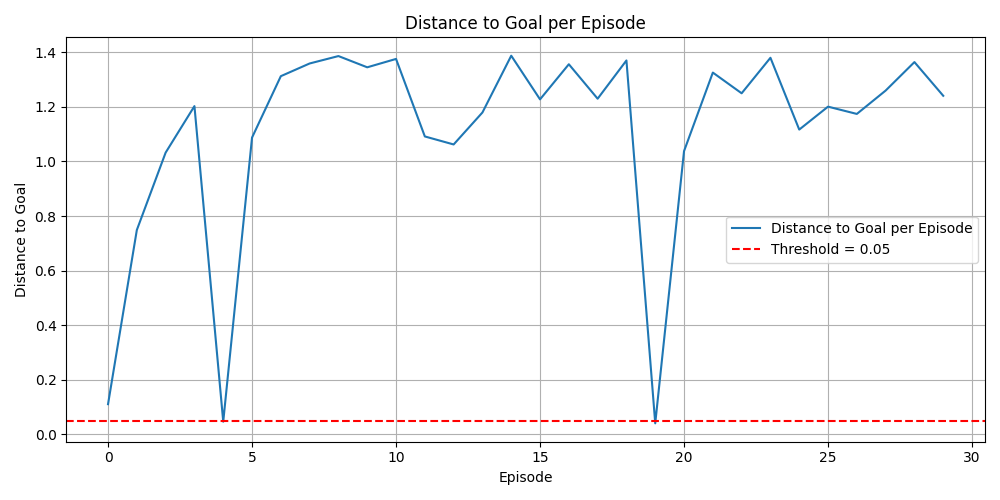 Distance to Goal per Episode
Distance to Goal
1.4
1.2
1.0
0.8
0.6
0.4
0.2
0.0
Distance to Goal per Episode
Threshold = 0.05
0 5 10 15 20 25 30
Episode